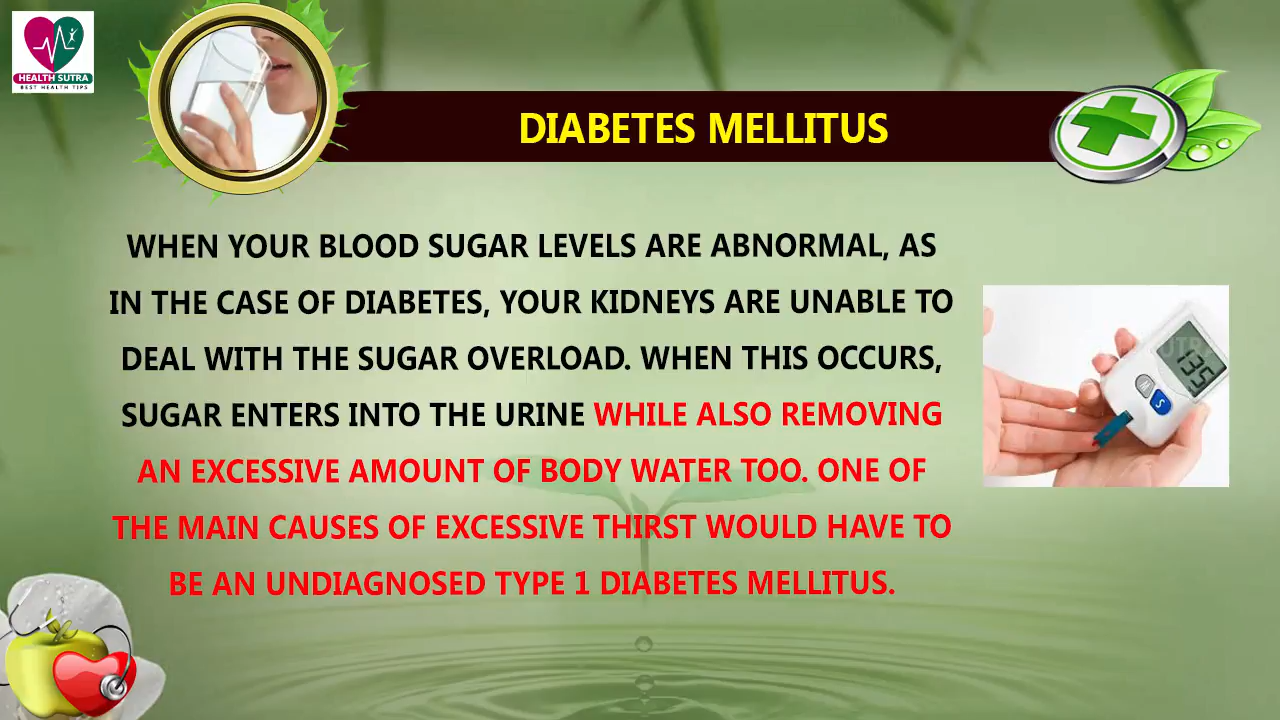 HEALTH SUTRA
BEST HEALTH TIPS
DIABETES MELLITUS
WHEN YOUR BLOOD SUGAR LEVELS ARE ABNORMAL, AS
IN THE CASE OF DIABETES, YOUR KIDNEYS ARE UNABLE TO
DEAL WITH THE SUGAR OVERLOAD. WHEN THIS OCCURS,
SUGAR ENTERS INTO THE URINE WHILE ALSO REMOVING
AN EXCESSIVE AMOUNT OF BODY WATER TOO. ONE OF
THE MAIN CAUSES OF EXCESSIVE THIRST WOULD HAVE TO
BE AN UNDIAGNOSED TYPE 1 DIABETES MELLITUS.
135
S